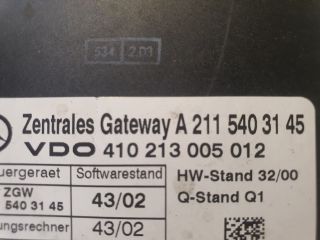 534 2.03
Zentrales Gateway A 211 540 31 45
VDO 410 213 005 012
uergeraet Softwarestand HW-Stand 32/00
ZGW 43/02 Q-Stand Q1
540 31 45
ungsrechner 43/02